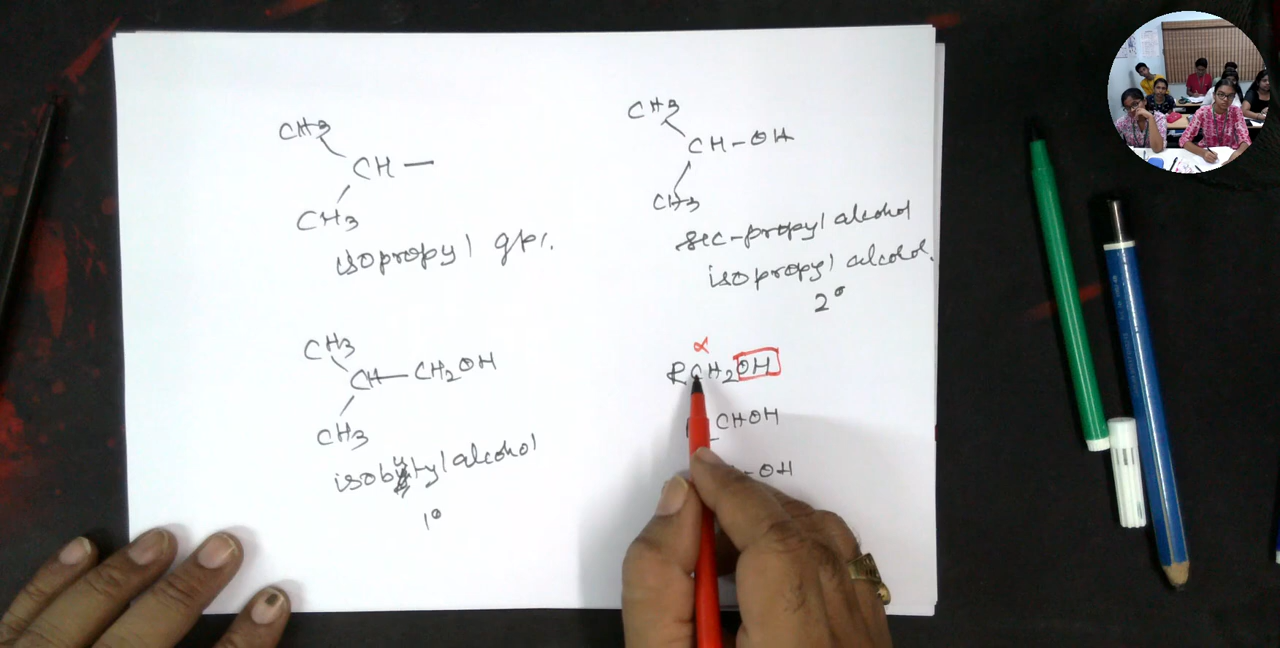 CH3
CH —
CH3
isopropyl gp.
CH3
CH-OH
CH3
sec-propyl alcohol
isopropyl alcohol.
2°
CH3
CH—CH2OH
CH3
isobutyl alcohol
1°
α
RCH2OH
CHOH
-OH